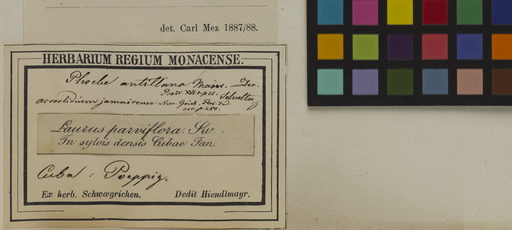 det. Carl Mez 1887/88.
HERBARIUM REGIUM MONACENSE.
Phoebe antillana Meisn.
Laurus parviflora. Sw
In sylvis densis Cubae. Jan.
Cuba: Poeppig.
Ex herb. Schwægrichen. Dedit Hiendlmayr.